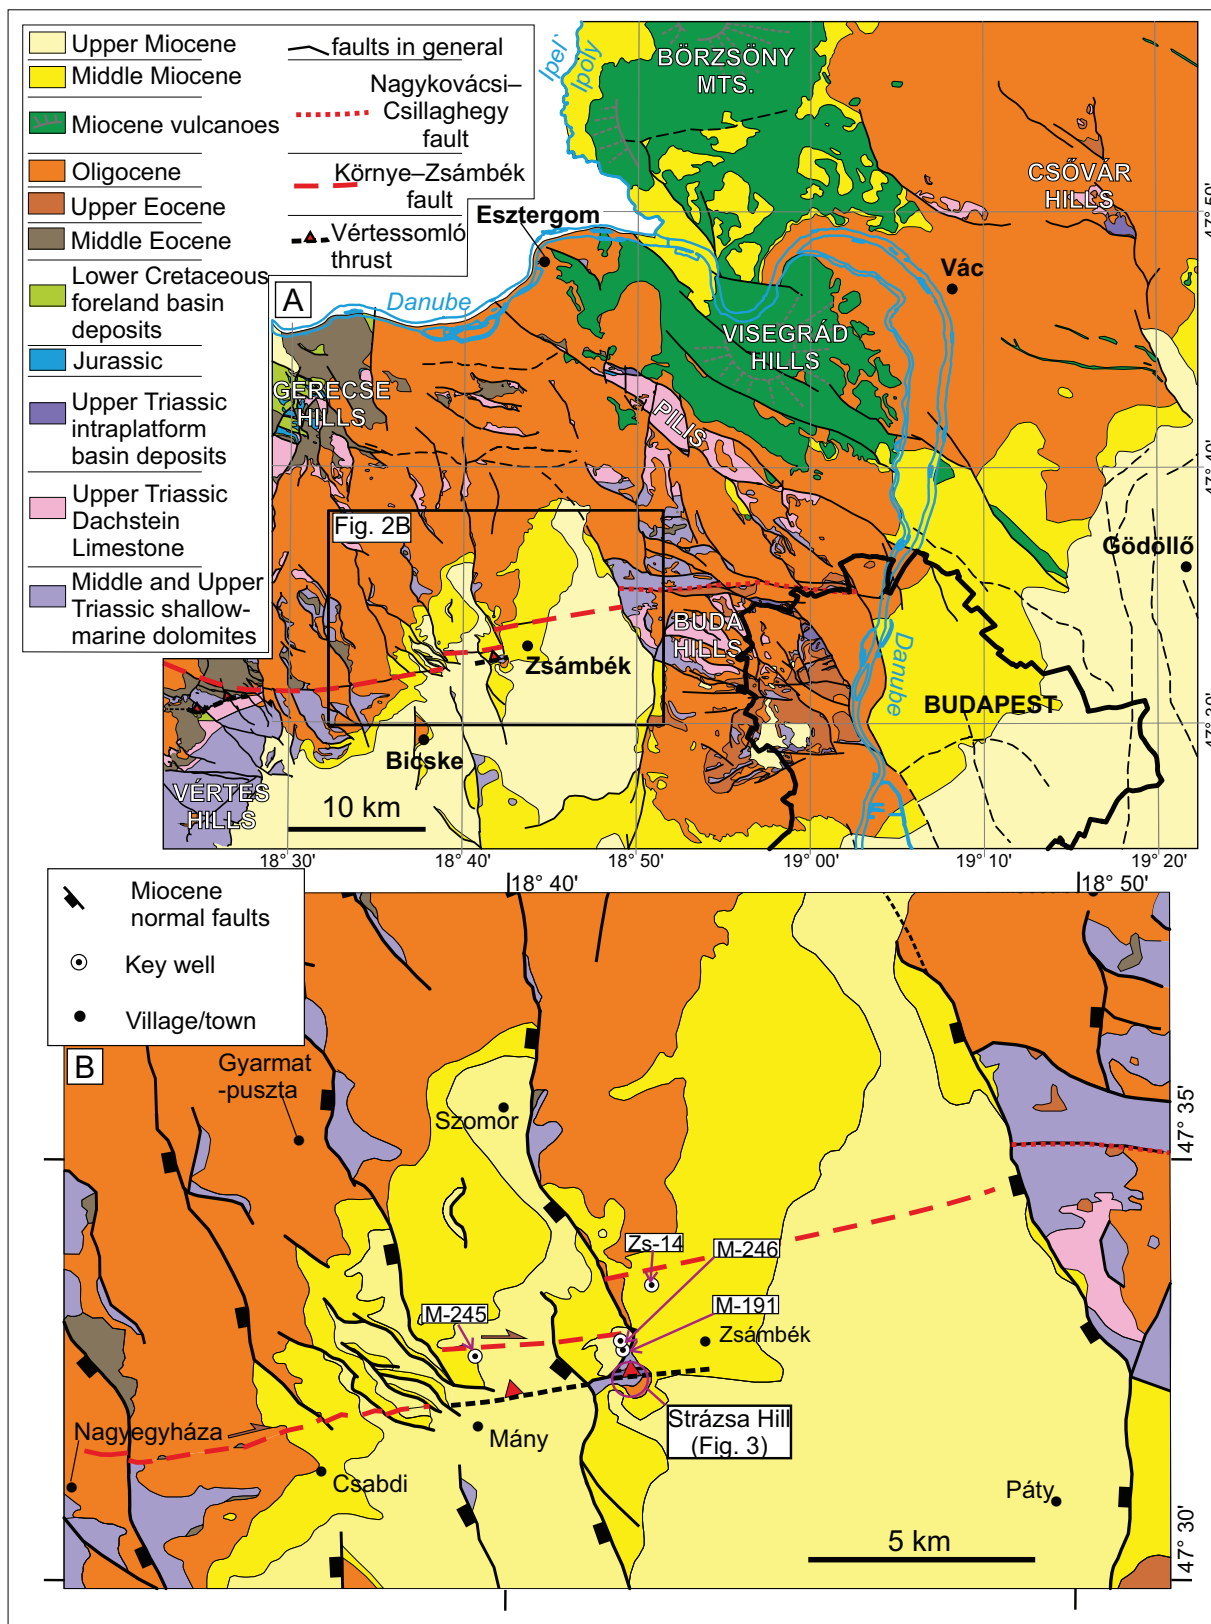 Upper Miocene
Middle Miocene
Miocene vulcanoes
Oligocene
Upper Eocene
Middle Eocene
Lower Cretaceous
foreland basin
deposits
Jurassic
Upper Triassic
intraplatform
basin deposits
Upper Triassic
Dachstein
Limestone
Middle and Upper
Triassic shallow-
marine dolomites
faults in general
Nagykovácsi–
Csillaghegy
fault
Környe–Zsámbék
fault
Vértessomló
thrust
A
Ipel`
Ipoly
BÖRZSÖNY
MTS.
CSŐVÁR
HILLS
47° 50'
Esztergom
Vác
Danube
VISEGRÁD
HILLS
GERECSE
HILLS
PILIS
47° 40'
Fig. 2B
Gödöllő
BUDA
HILLS
Zsámbék
Danube
BUDAPEST
47° 30'
Bicske
VÉRTES
HILLS
10 km
18° 30'
18° 40'
18° 50'
19° 00'
19° 10'
19° 20'
Miocene
normal faults
Key well
Village/town
18° 40'
18° 50'
B
Gyarmat
-puszta
Szomor
47° 35'
Zs-14
M-246
M-245
M-191
Zsámbék
Strázsa Hill
(Fig. 3)
Nagyegyháza
Mány
Csabdi
Páty
5 km
47° 30'